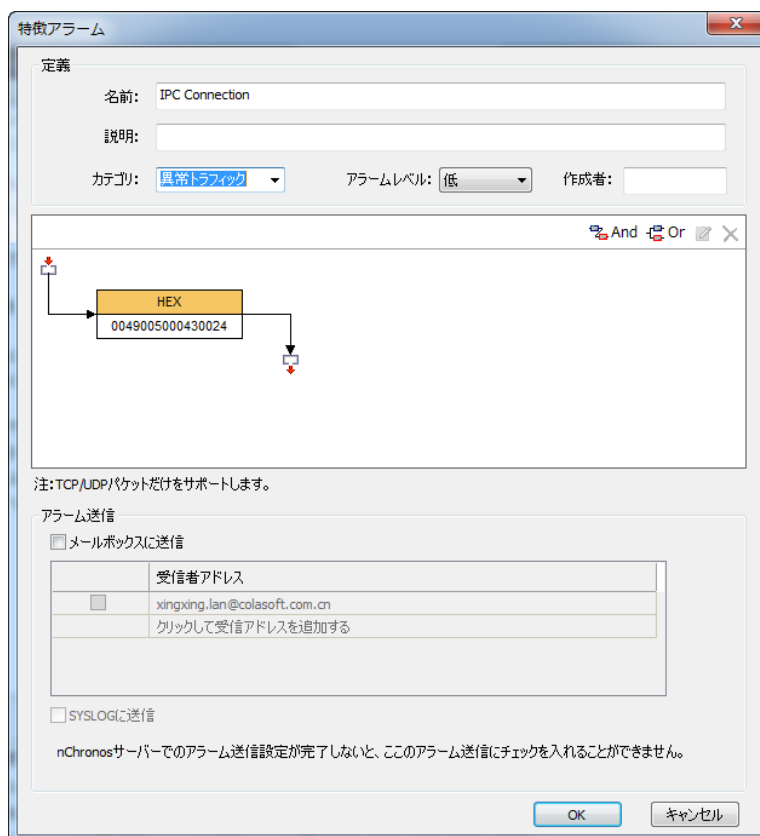 特徴アラーム
定義
名前: IPC Connection
説明:
カテゴリ: 異常トラフィック アラームレベル: 低 作成者:
And Or
HEX
0049005000430024
注:TCP/UDPパケットだけをサポートします。
アラーム送信
メールボックスに送信
受信者アドレス
xingxing.lan@colasoft.com.cn
クリックして受信アドレスを追加する
SYSLOGに送信
nChronosサーバーでのアラーム送信設定が完了しないと、ここのアラーム送信にチェックを入れることができません。
OK キャンセル